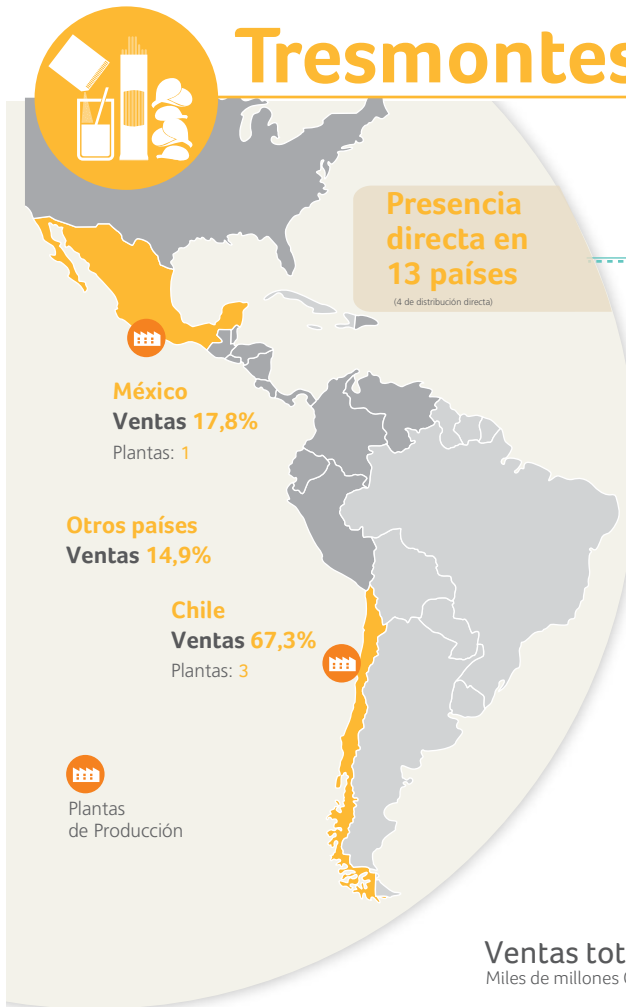 Tresmontes
Presencia
directa en
13 países
(4 de distribución directa)
México
Ventas 17,8%
Plantas: 1
Otros países
Ventas 14,9%
Chile
Ventas 67,3%
Plantas: 3
Plantas
de Producción
Ventas tot
Miles de millones